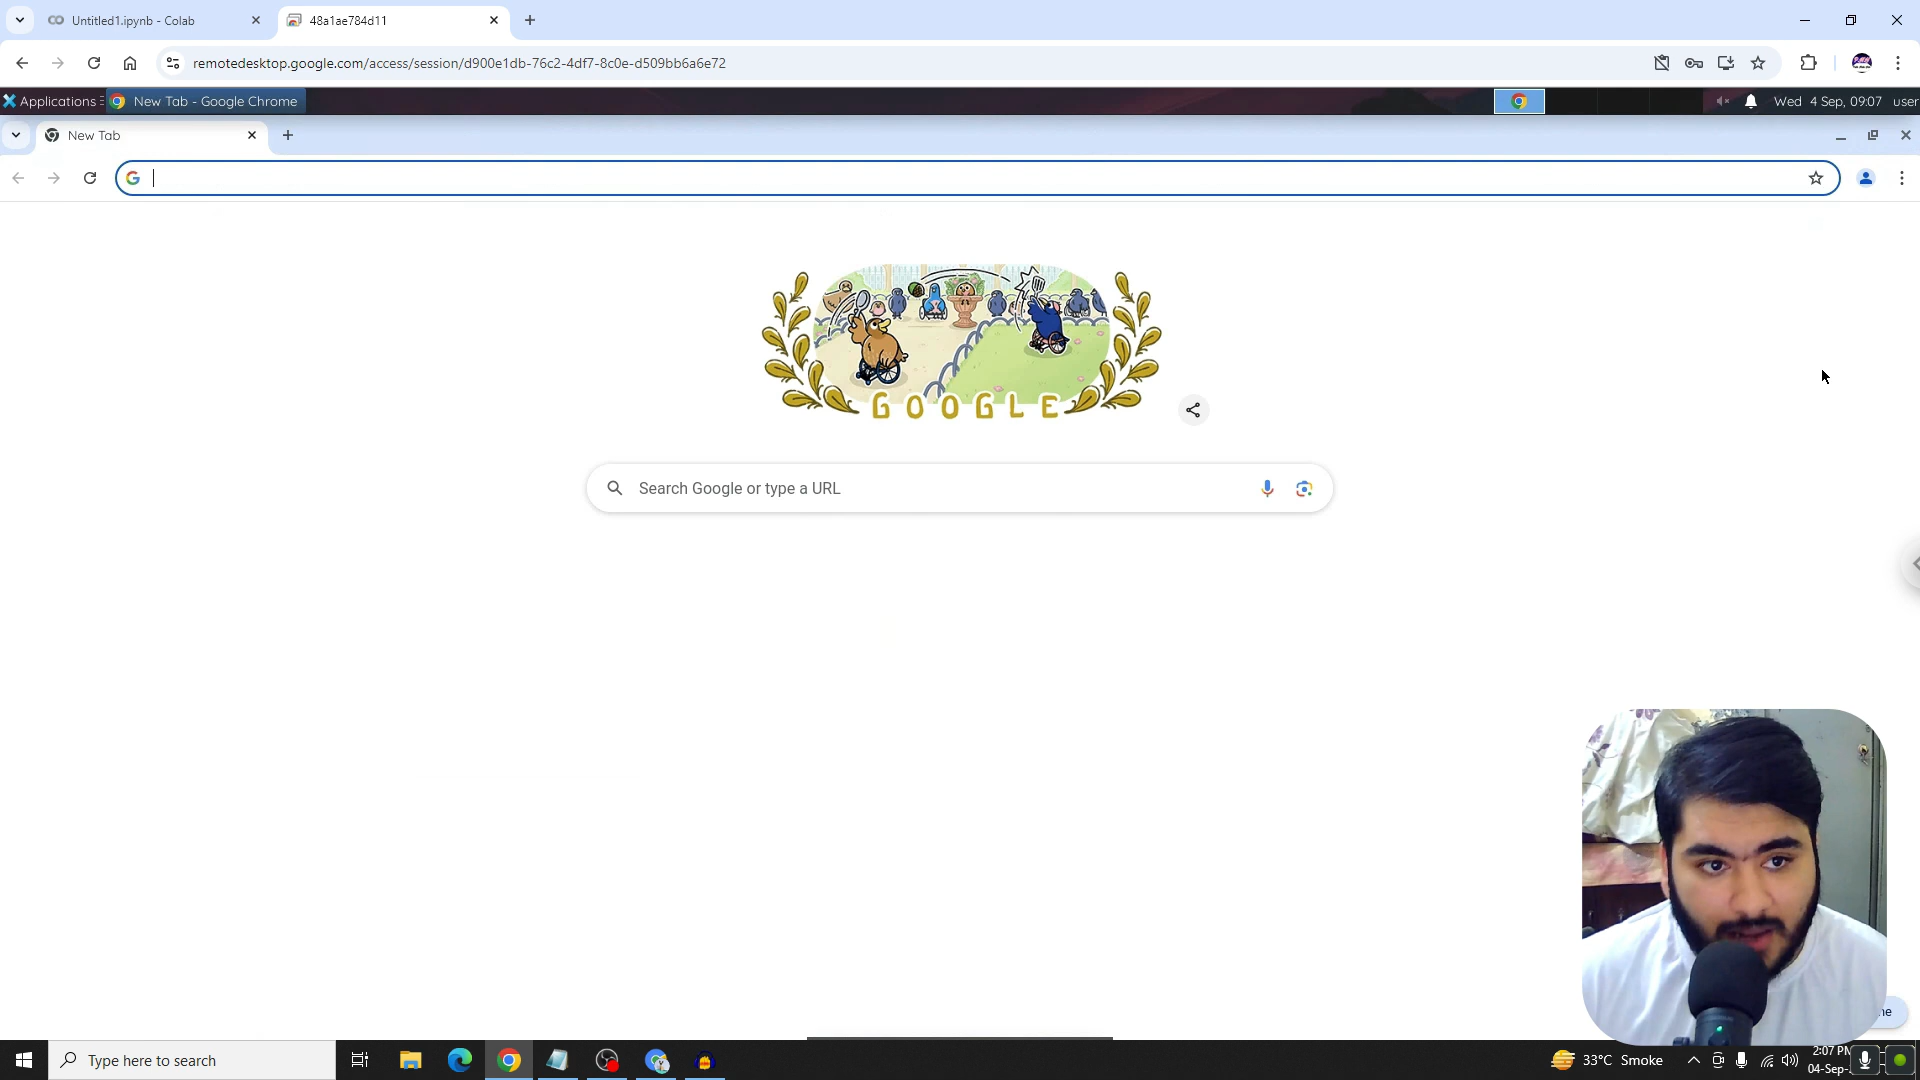 Untitled1.ipynb - Colab
48a1ae784d11
remotedesktop.google.com/access/session/d900e1db-76c2-4df7-8c0e-d509bb6a6e72
Applications
New Tab - Google Chrome
Wed 4 Sep, 09:07 user
New Tab
GOOGLE
Search Google or type a URL
Type here to search
33°C Smoke
2:07 PM
04-Sep-